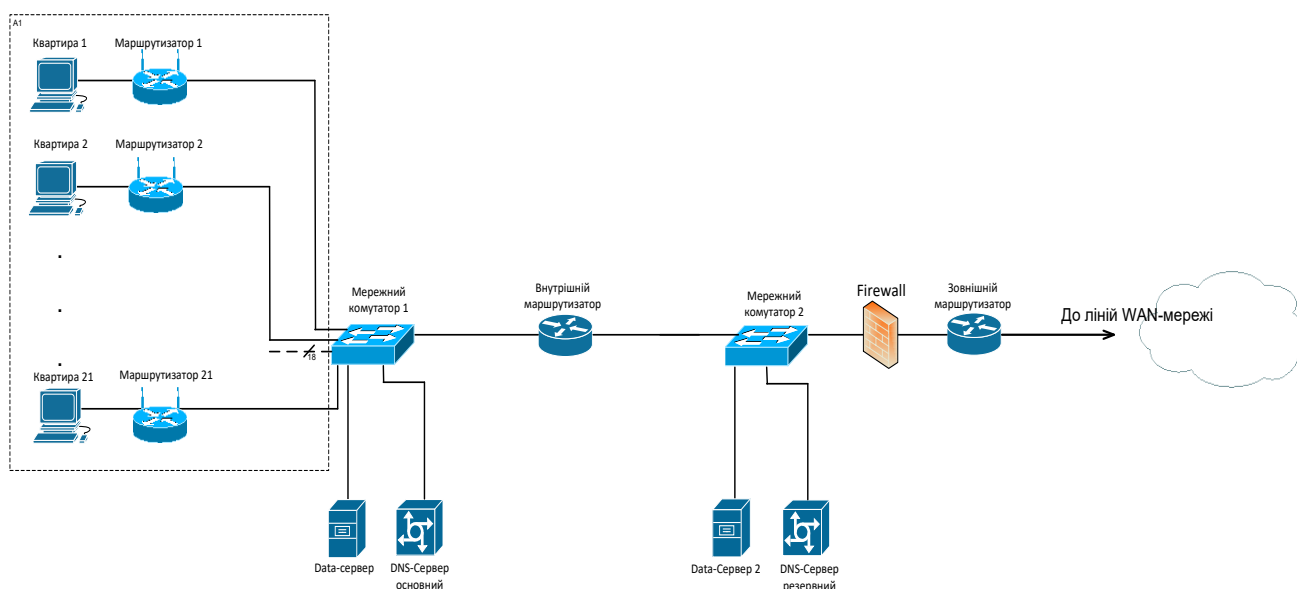 A1
Квартира 1
Маршрутизатор 1
Квартира 2
Маршрутизатор 2
Квартира 21
Маршрутизатор 21
18
Мережний
комутатор 1
Внутрішній
маршрутизатор
Мережний
комутатор 2
Firewall
Зовнішній
маршрутизатор
До ліній WAN-мережі
Data-сервер
DNS-Сервер
основний
Data-Сервер 2
DNS-Сервер
резервний